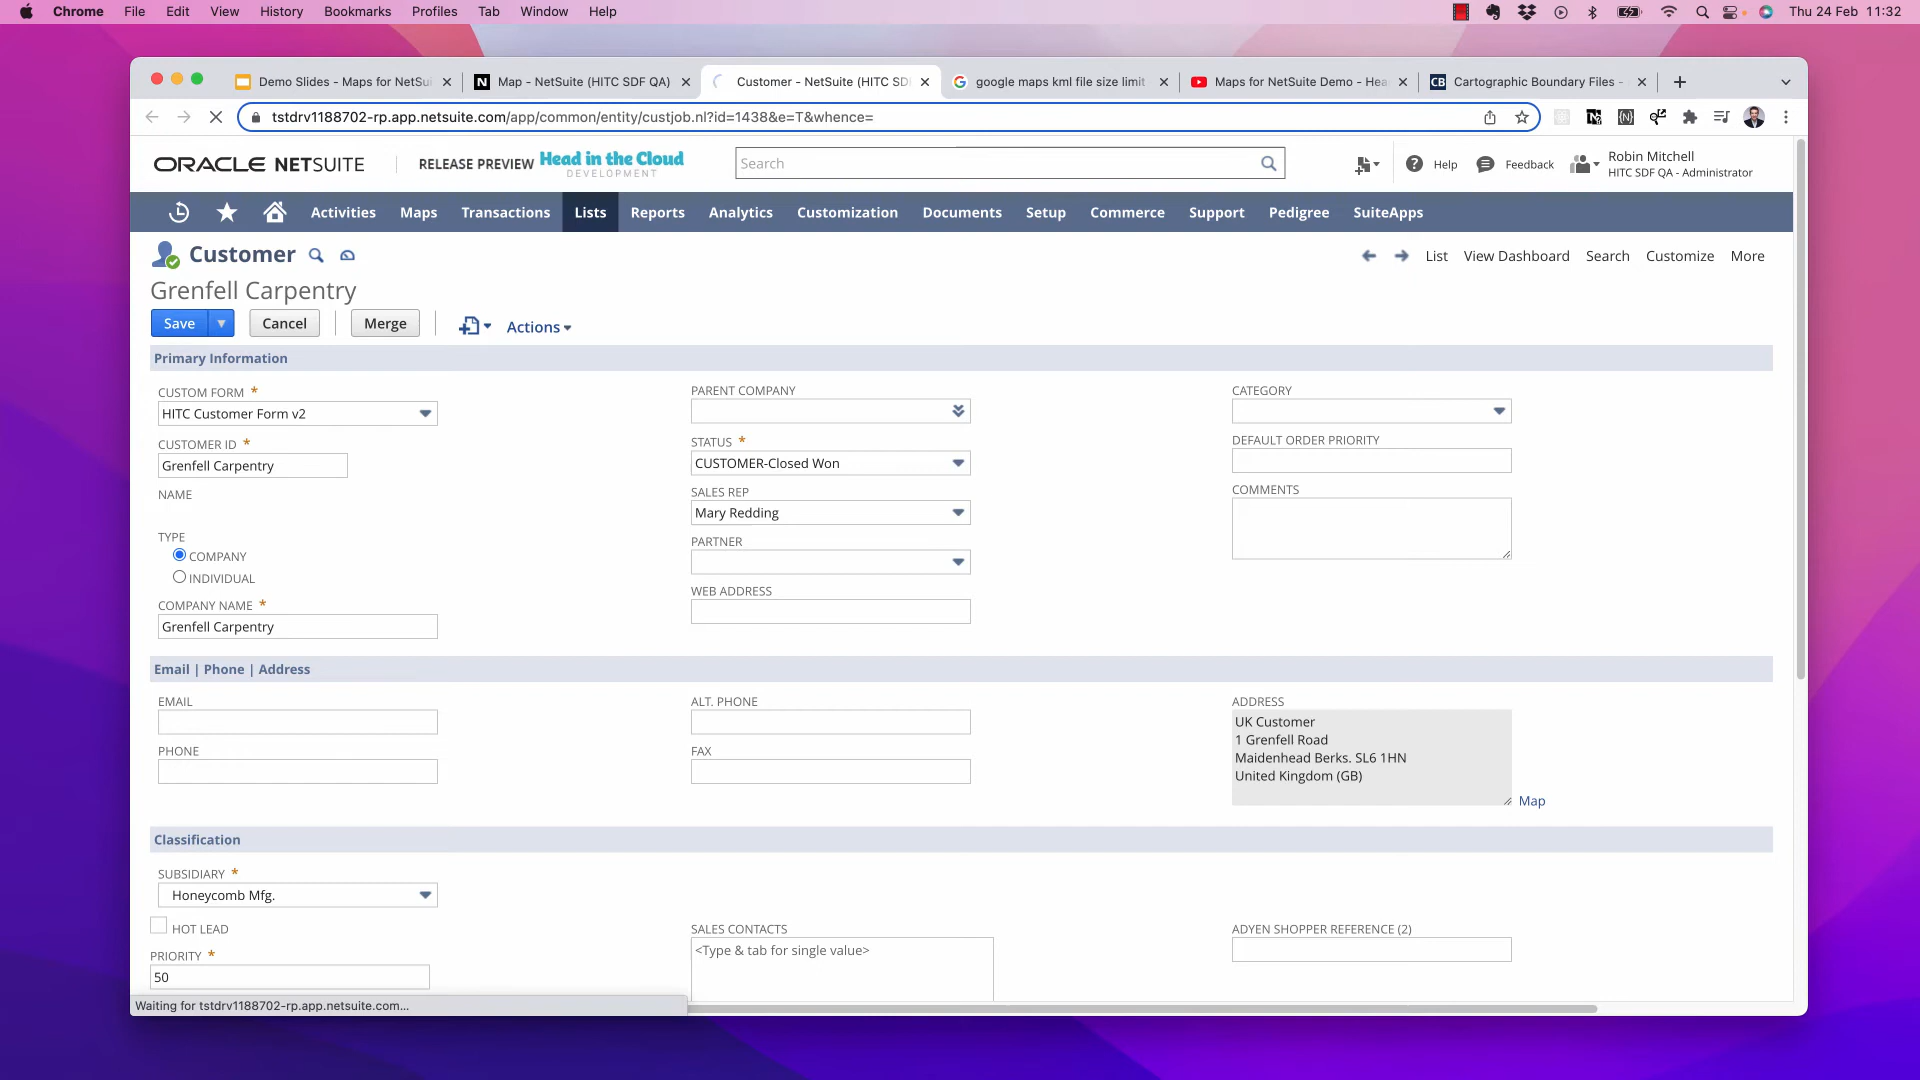 Chrome File Edit View History Bookmarks Profiles Tab Window Help Thu 24 Feb 11:32
Demo Slides - Maps for NetSui Map - NetSuite (HITC SDF QA) Customer - NetSuite (HITC SD google maps kml file size limit Maps for NetSuite Demo - Hea CB Cartographic Boundary Files -
tstdrv1188702-rp.app.netsuite.com/app/common/entity/custjob.nl?id=1438&e=T&whence=
ORACLE NETSUITE RELEASE PREVIEW Head in the Cloud DEVELOPMENT Search Help Feedback Robin Mitchell
HITC SDF QA - Administrator
Activities Maps Transactions Lists Reports Analytics Customization Documents Setup Commerce Support Pedigree SuiteApps
Customer List View Dashboard Search Customize More
Grenfell Carpentry
Save Cancel Merge Actions
Primary Information
CUSTOM FORM *
HITC Customer Form v2
CUSTOMER ID *
Grenfell Carpentry
NAME
TYPE
COMPANY
INDIVIDUAL
COMPANY NAME *
Grenfell Carpentry
PARENT COMPANY
STATUS *
CUSTOMER-Closed Won
SALES REP
Mary Redding
PARTNER
WEB ADDRESS
CATEGORY
DEFAULT ORDER PRIORITY
COMMENTS
Email | Phone | Address
EMAIL
PHONE
ALT. PHONE
FAX
ADDRESS
UK Customer
1 Grenfell Road
Maidenhead Berks. SL6 1HN
United Kingdom (GB)
Map
Classification
SUBSIDIARY *
Honeycomb Mfg.
HOT LEAD
PRIORITY *
50
SALES CONTACTS
<Type & tab for single value>
ADYEN SHOPPER REFERENCE (2)
Waiting for tstdrv1188702-rp.app.netsuite.com...